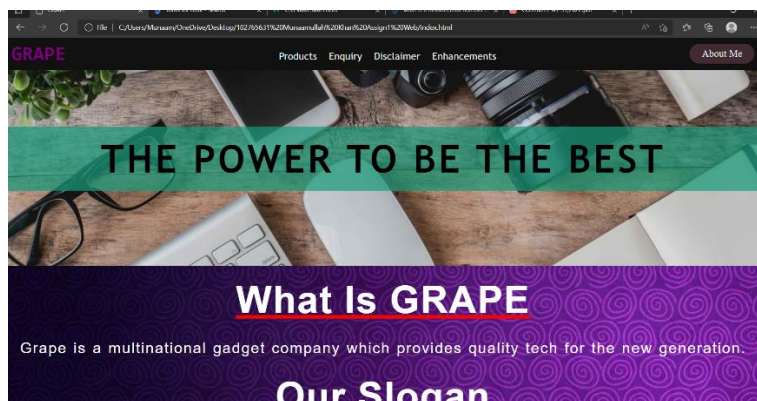 File | C:/Users/Munaam/OneDrive/Desktop/102765631%20Munaamullah%20Khan%20Assign1%20Web/index.html
GRAPE Products Enquiry Disclaimer Enhancements About Me
THE POWER TO BE THE BEST
What Is GRAPE
Grape is a multinational gadget company which provides quality tech for the new generation.
Our Slogan